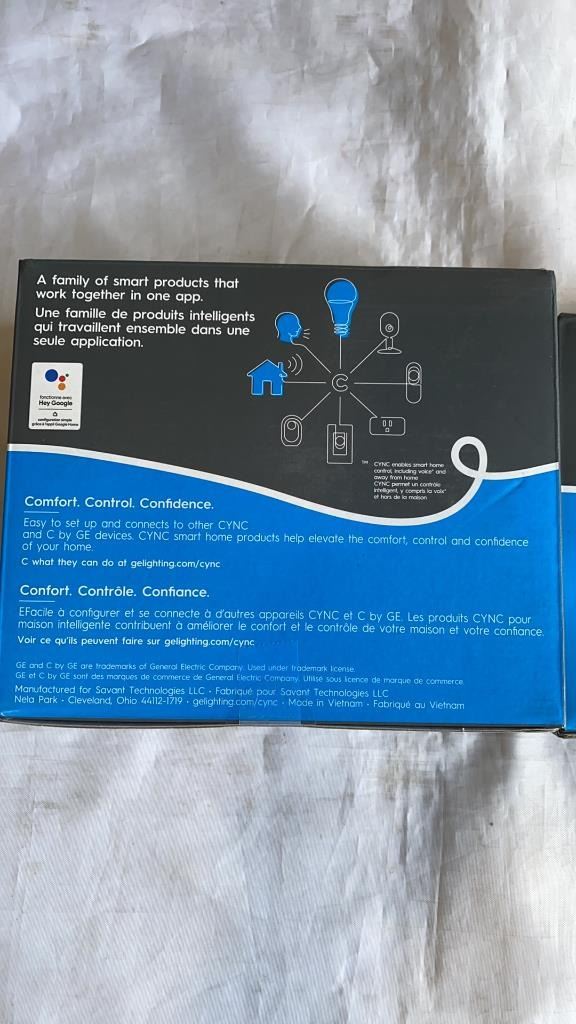 A family of smart products that
work together in one app.
Une famille de produits intelligents
qui travaillent ensemble dans une
seule application.
fonctionne avec
Hey Google
configuration simple
grâce à l'appli Google Home
C
™ CYNC enables smart home
control, including voice* and
away from home
CYNC permet un contrôle
intelligent, y compris la voix*
et hors de la maison
Comfort. Control. Confidence.
Easy to set up and connects to other CYNC
and C by GE devices. CYNC smart home products help elevate the comfort, control and confidence
of your home.
C what they can do at gelighting.com/cync
Confort. Contrôle. Confiance.
EFacile à configurer et se connecte à d'autres appareils CYNC et C by GE. Les produits CYNC pour
maison intelligente contribuent à améliorer le confort et le contrôle de votre maison et votre confiance.
Voir ce qu'ils peuvent faire sur gelighting.com/cync
GE and C by GE are trademarks of General Electric Company. Used under trademark license.
GE et C by GE sont des marques de commerce de General Electric Company. Utilisé sous licence de marque de commerce.
Manufactured for Savant Technologies LLC • Fabriqué pour Savant Technologies LLC
Nela Park • Cleveland, Ohio 44112-1719 • gelighting.com/cync • Made in Vietnam • Fabriqué au Vietnam